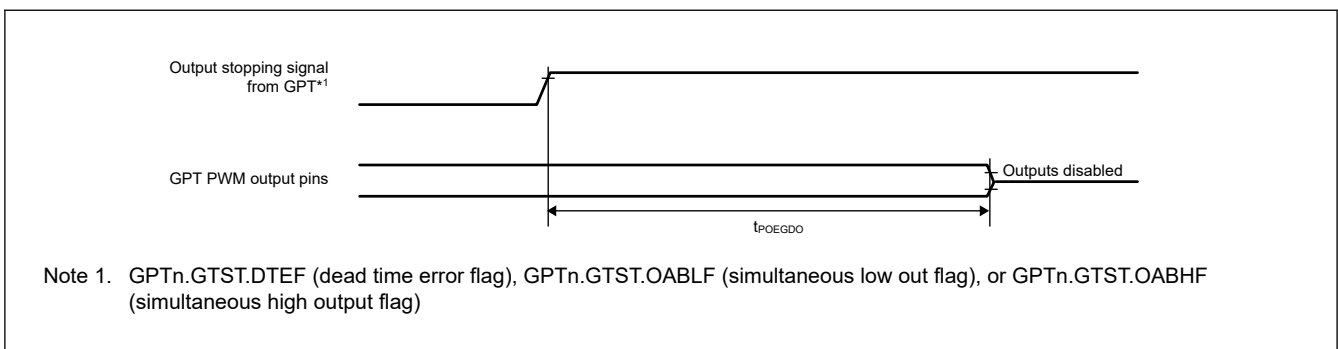 Output stopping signal
from GPT*1
GPT PWM output pins
Outputs disabled
tPOEGDO
Note 1. GPTn.GTST.DTEF (dead time error flag), GPTn.GTST.OABLF (simultaneous low out flag), or GPTn.GTST.OABHF
(simultaneous high output flag)